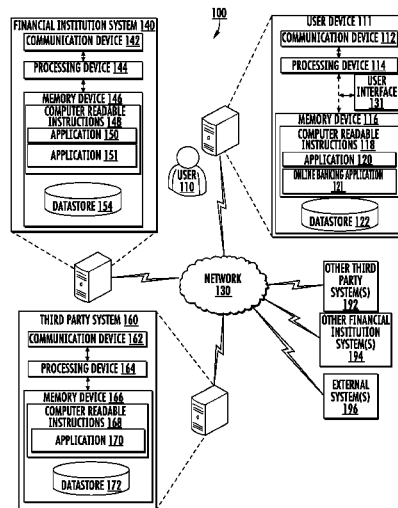 100
FINANCIAL INSTITUTION SYSTEM 140
COMMUNICATION DEVICE 142
PROCESSING DEVICE 144
MEMORY DEVICE 146
COMPUTER READABLE
INSTRUCTIONS 148
APPLICATION 150
APPLICATION 151
DATASTORE 154
USER DEVICE 111
COMMUNICATION DEVICE 112
PROCESSING DEVICE 114
USER
INTERFACE
131
MEMORY DEVICE 116
COMPUTER READABLE
INSTRUCTIONS 118
APPLICATION 120
ONLINE BANKING APPLICATION
121
DATASTORE 122
USER
110
NETWORK
130
THIRD PARTY SYSTEM 160
COMMUNICATION DEVICE 162
PROCESSING DEVICE 164
MEMORY DEVICE 166
COMPUTER READABLE
INSTRUCTIONS 168
APPLICATION 170
DATASTORE 172
OTHER THIRD
PARTY
SYSTEM(S)
192
OTHER FINANCIAL
INSTITUTION
SYSTEM(S)
194
EXTERNAL
SYSTEM(S)
196